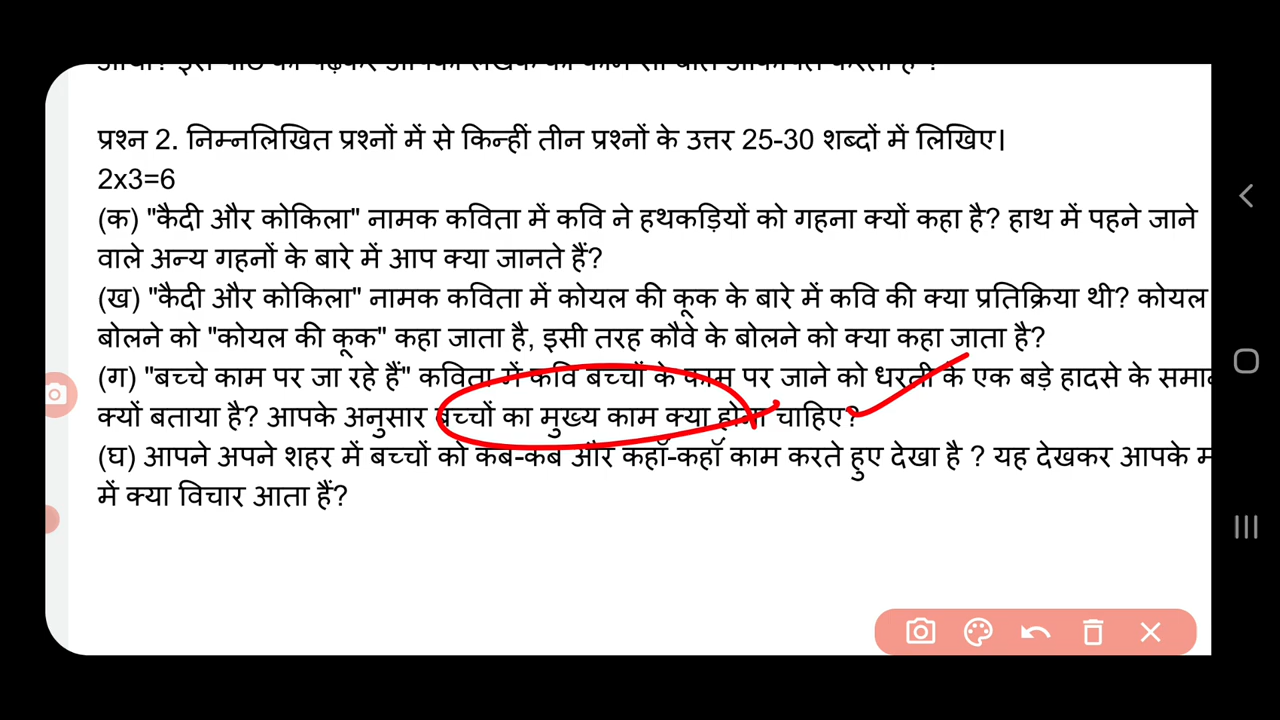 प्रश्न 2. निम्नलिखित प्रश्नों में से किन्हीं तीन प्रश्नों के उत्तर 25-30 शब्दों में लिखिए।
2x3=6
(क) "कैदी और कोकिला" नामक कविता में कवि ने हथकड़ियों को गहना क्यों कहा है? हाथ में पहने जाने
वाले अन्य गहनों के बारे में आप क्या जानते हैं?
(ख) "कैदी और कोकिला" नामक कविता में कोयल की कूक के बारे में कवि की क्या प्रतिक्रिया थी? कोयल
बोलने को "कोयल की कूक" कहा जाता है, इसी तरह कौवे के बोलने को क्या कहा जाता है?
(ग) "बच्चे काम पर जा रहे हैं" कविता में कवि बच्चों के काम पर जाने को धरती के एक बड़े हादसे के
क्यों बताया है? आपके अनुसार बच्चों का मुख्य काम क्या होना चाहिए?
(घ) आपने अपने शहर में बच्चों को कब-कब और कहॉ-कहॉ काम करते हुए देखा है ? यह देखकर आपके
में क्या विचार आता हैं?